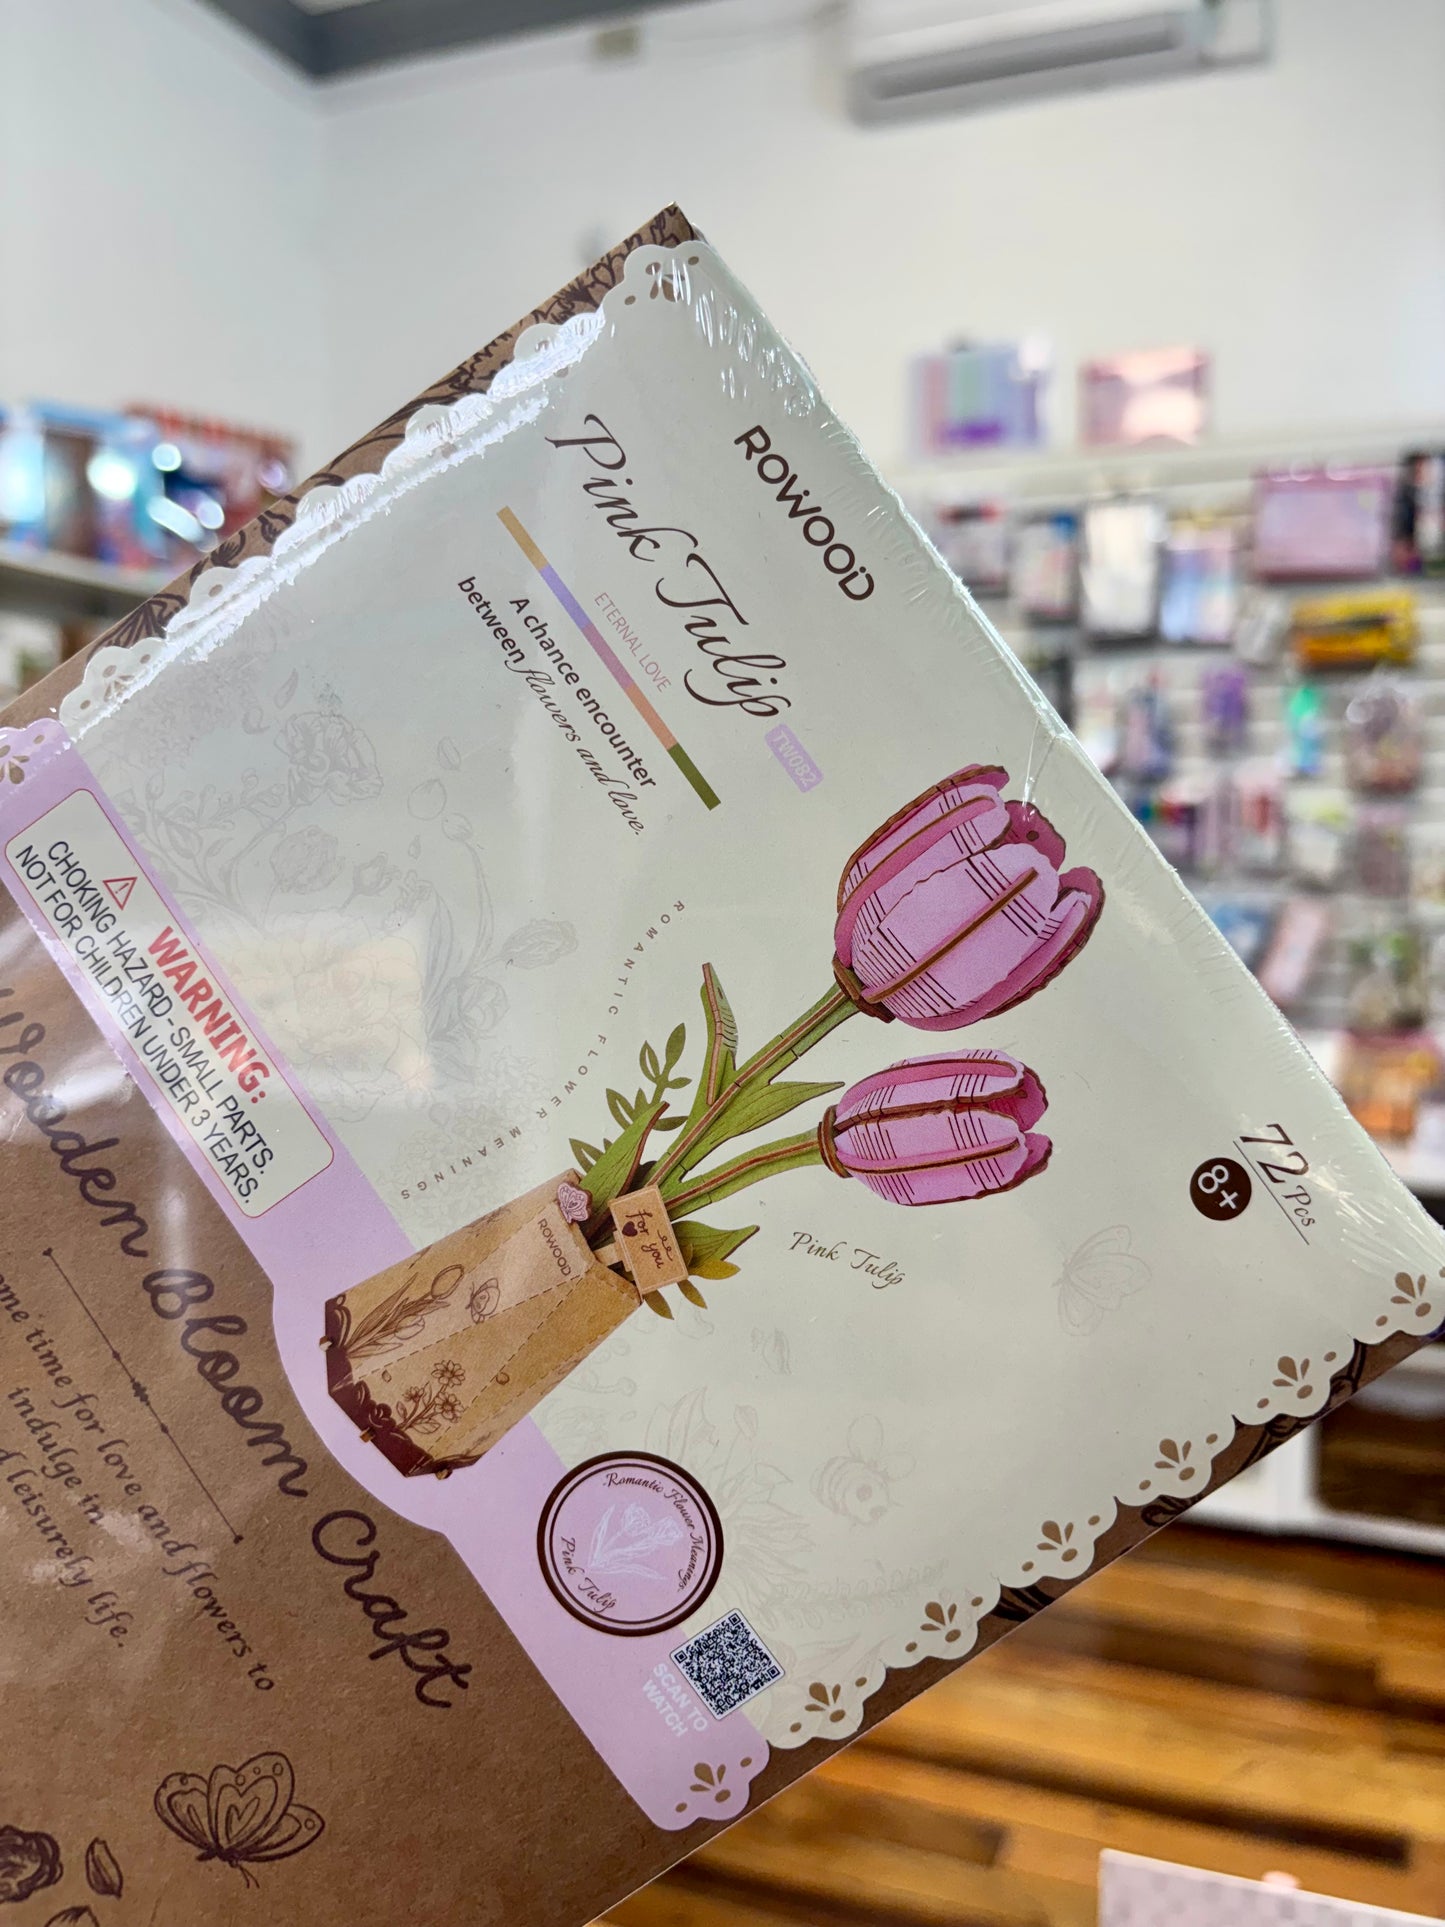 ROWOOD
Pink Tulip
TW082
ETERNAL LOVE
A chance encounter
between flowers and love.
ROMANTIC FLOWER MEANINGS
WARNING:
CHOKING HAZARD - SMALL PARTS.
NOT FOR CHILDREN UNDER 3 YEARS.
ROWOOD
for
you
Pink Tulip
72 Pcs
8+
Romantic Flower Meanings
Pink Tulip
SCAN TO
WATCH
Wooden Bloom Craft
time for love and flowers to
indulge in
leisurely life.